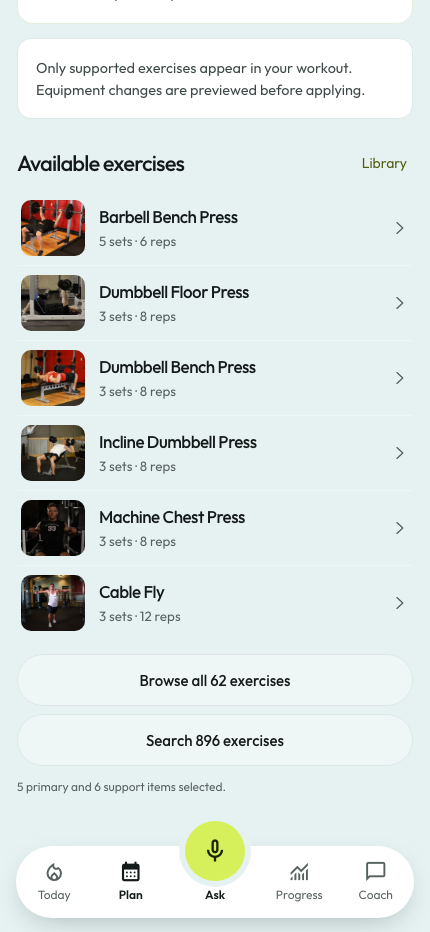 Only supported exercises appear in your workout.
Equipment changes are previewed before applying.
Available exercises
Library
Barbell Bench Press
5 sets · 6 reps
Dumbbell Floor Press
3 sets · 8 reps
Dumbbell Bench Press
3 sets · 8 reps
Incline Dumbbell Press
3 sets · 8 reps
Machine Chest Press
3 sets · 8 reps
Cable Fly
3 sets · 12 reps
Browse all 62 exercises
Search 896 exercises
5 primary and 6 support items selected.
Today
Plan
Ask
Progress
Coach